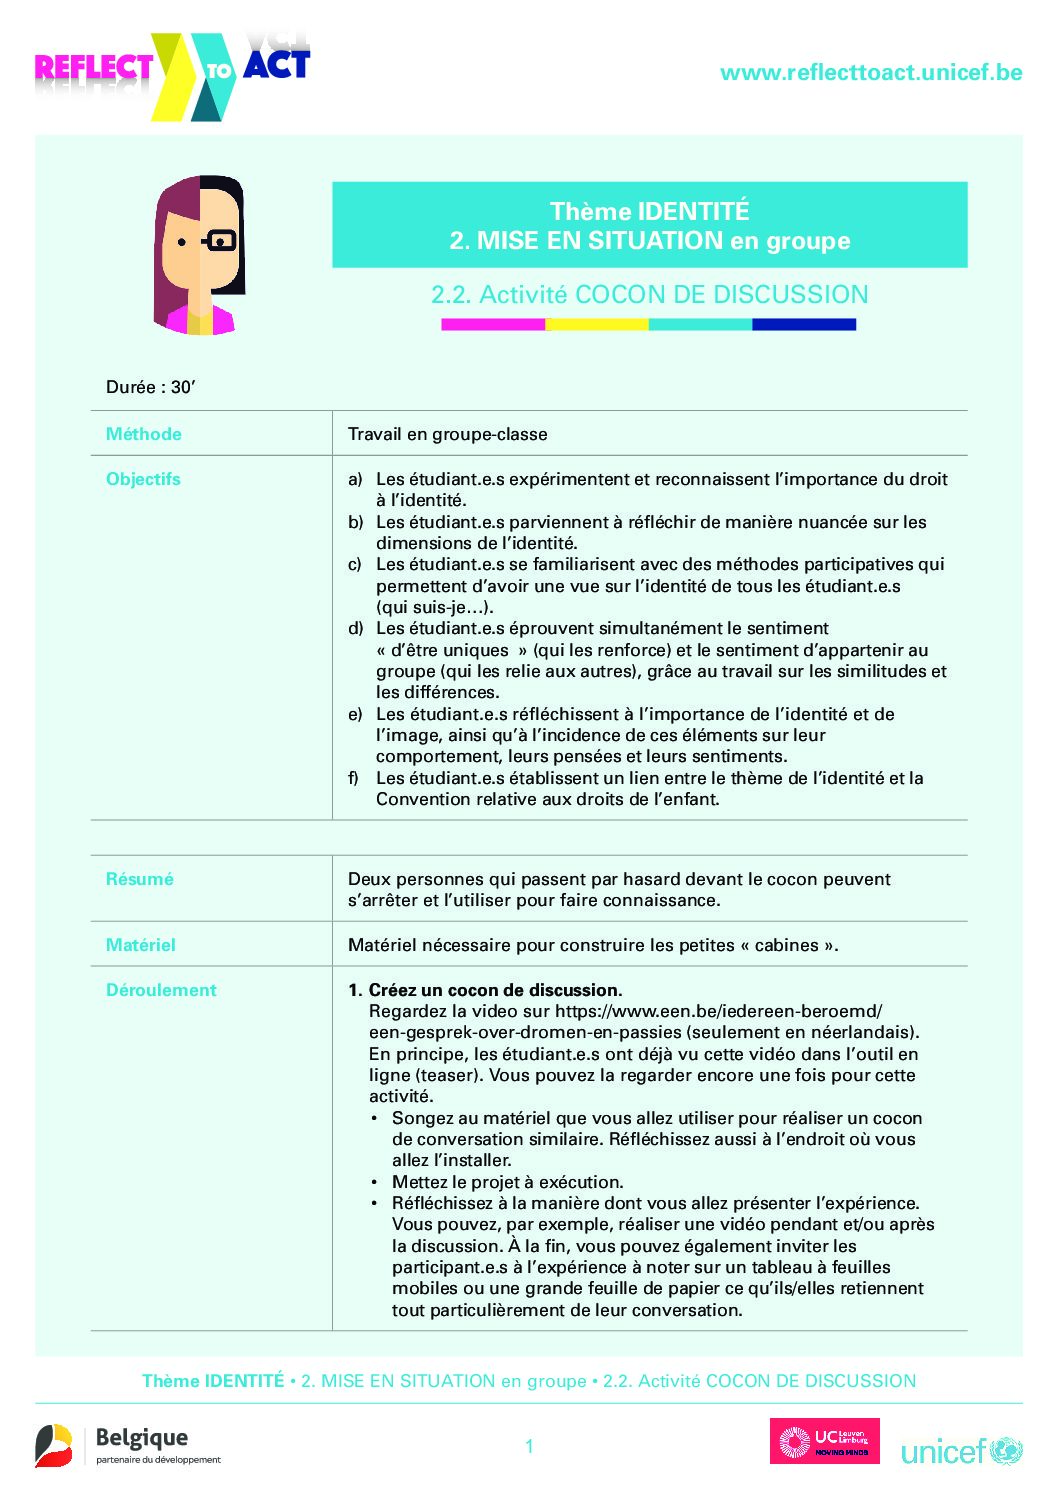 REFLECT TO ACT
www.reflecttoact.unicef.be
Thème IDENTITÉ
2. MISE EN SITUATION en groupe
2.2. Activité COCON DE DISCUSSION
Durée : 30’
Méthode
Travail en groupe-classe
Objectifs
a) Les étudiant.e.s expérimentent et reconnaissent l’importance du droit
à l’identité.
b) Les étudiant.e.s parviennent à réfléchir de manière nuancée sur les
dimensions de l’identité.
c) Les étudiant.e.s se familiarisent avec des méthodes participatives qui
permettent d’avoir une vue sur l’identité de tous les étudiant.e.s
(qui suis-je…).
d) Les étudiant.e.s éprouvent simultanément le sentiment
« d’être uniques » (qui les renforce) et le sentiment d’appartenir au
groupe (qui les relie aux autres), grâce au travail sur les similitudes et
les différences.
e) Les étudiant.e.s réfléchissent à l’importance de l’identité et de
l’image, ainsi qu’à l’incidence de ces éléments sur leur
comportement, leurs pensées et leurs sentiments.
f) Les étudiant.e.s établissent un lien entre le thème de l’identité et la
Convention relative aux droits de l’enfant.
Résumé
Deux personnes qui passent par hasard devant le cocon peuvent
s’arrêter et l’utiliser pour faire connaissance.
Matériel
Matériel nécessaire pour construire les petites « cabines ».
Déroulement
1. Créez un cocon de discussion.
Regardez la video sur https://www.een.be/iedereen-beroemd/
een-gesprek-over-dromen-en-passies (seulement en néerlandais).
En principe, les étudiant.e.s ont déjà vu cette vidéo dans l’outil en
ligne (teaser). Vous pouvez la regarder encore une fois pour cette
activité.
• Songez au matériel que vous allez utiliser pour réaliser un cocon
de conversation similaire. Réfléchissez aussi à l’endroit où vous
allez l’installer.
• Mettez le projet à exécution.
• Réfléchissez à la manière dont vous allez présenter l’expérience.
Vous pouvez, par exemple, réaliser une vidéo pendant et/ou après
la discussion. À la fin, vous pouvez également inviter les
participant.e.s à l’expérience à noter sur un tableau à feuilles
mobiles ou une grande feuille de papier ce qu’ils/elles retiennent
tout particulièrement de leur conversation.
Thème IDENTITÉ • 2. MISE EN SITUATION en groupe • 2.2. Activité COCON DE DISCUSSION
Belgique
partenaire du développement
1
UC Leuven
Limburg
MOVING MINDS
unicef